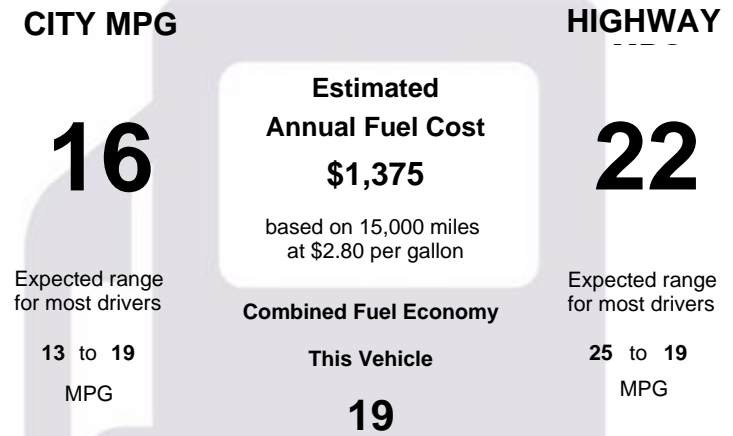 CITY MPG
16
Expected range
for most drivers
13 to 19
MPG
Estimated
Annual Fuel Cost
$1,375
based on 15,000 miles
at $2.80 per gallon
Combined Fuel Economy
This Vehicle
19
HIGHWAY
22
Expected range
for most drivers
25 to 19
MPG